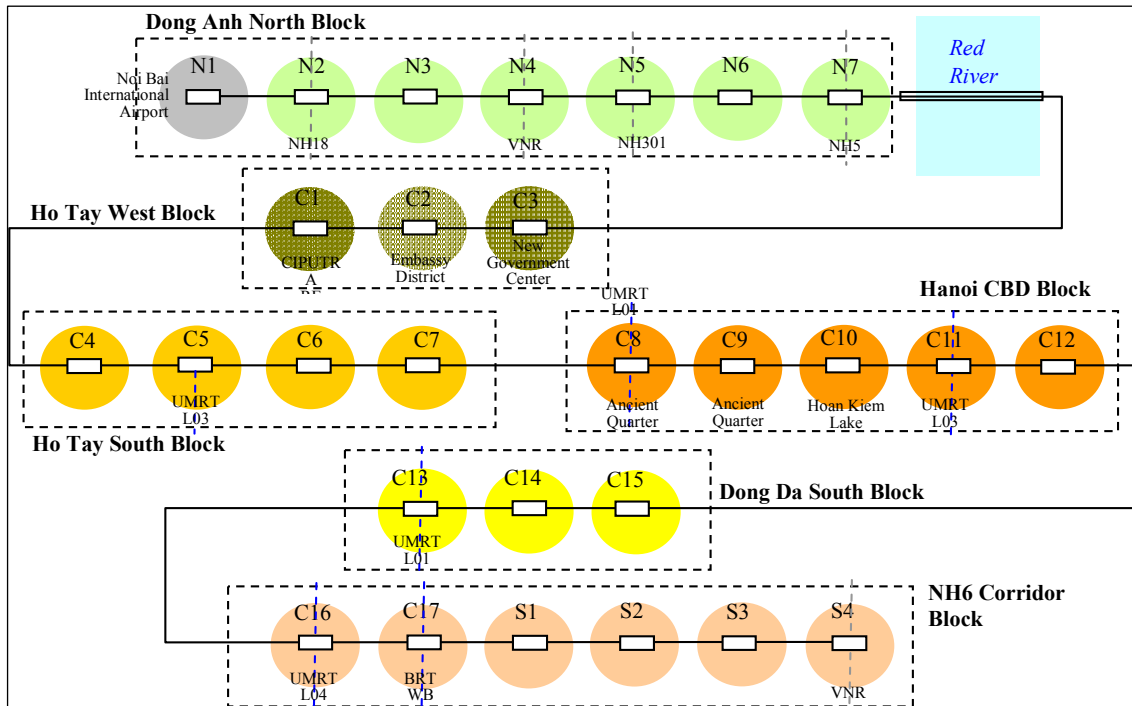 Dong Anh North Block
N1
N2
N3
N4
N5
N6
N7
Noi Bai
International
Airport
NH18
VNR
NH301
NH5
Red
River
Ho Tay West Block
C1
C2
C3
CIPUTR
A
Embassy
District
New
Government
Center
Hanoi CBD Block
UMRT
L01
C4
C5
C6
C7
C8
C9
C10
C11
C12
UMRT
L03
Ancient
Quarter
Ancient
Quarter
Hoan Kiem
Lake
UMRT
L03
Ho Tay South Block
C13
C14
C15
Dong Da South Block
UMRT
L01
NH6 Corridor
Block
C16
C17
S1
S2
S3
S4
UMRT
L04
BRT
WB
VNR